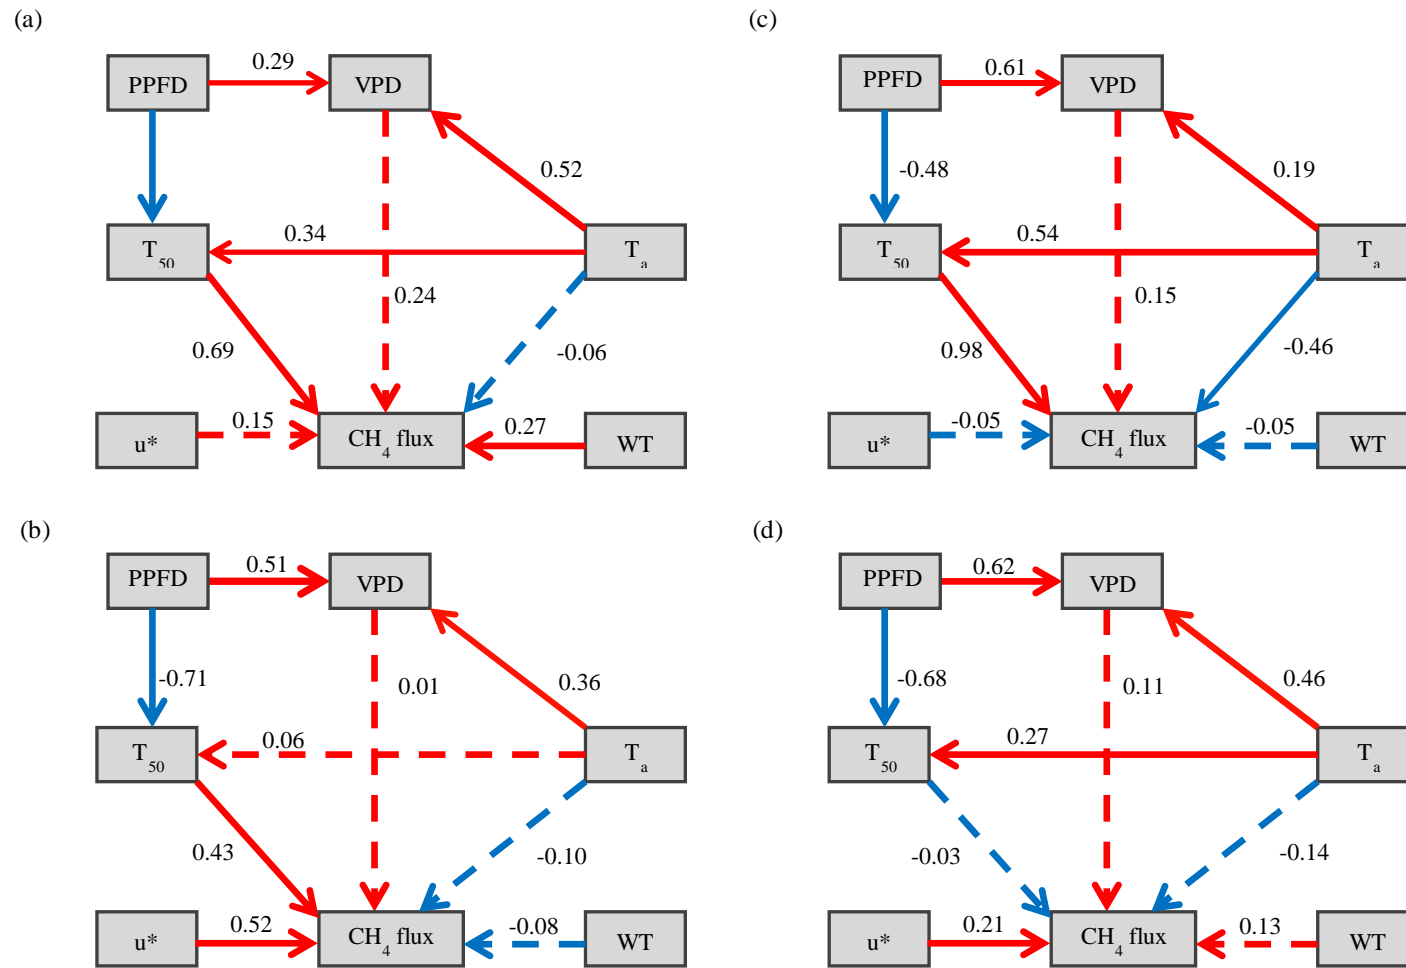 (a)
PPFD
0.29
VPD
0.52
T50
0.34
Ta
0.24
0.69
-0.06
u*
0.15
CH4 flux
0.27
WT
(c)
PPFD
0.61
VPD
-0.48
0.19
T50
0.54
Ta
0.15
0.98
-0.46
u*
-0.05
CH4 flux
-0.05
WT
(b)
PPFD
0.51
VPD
-0.71
0.01
0.36
T50
0.06
Ta
0.43
-0.10
u*
0.52
CH4 flux
-0.08
WT
(d)
PPFD
0.62
VPD
-0.68
0.11
0.46
T50
0.27
Ta
-0.03
-0.14
u*
0.21
CH4 flux
0.13
WT